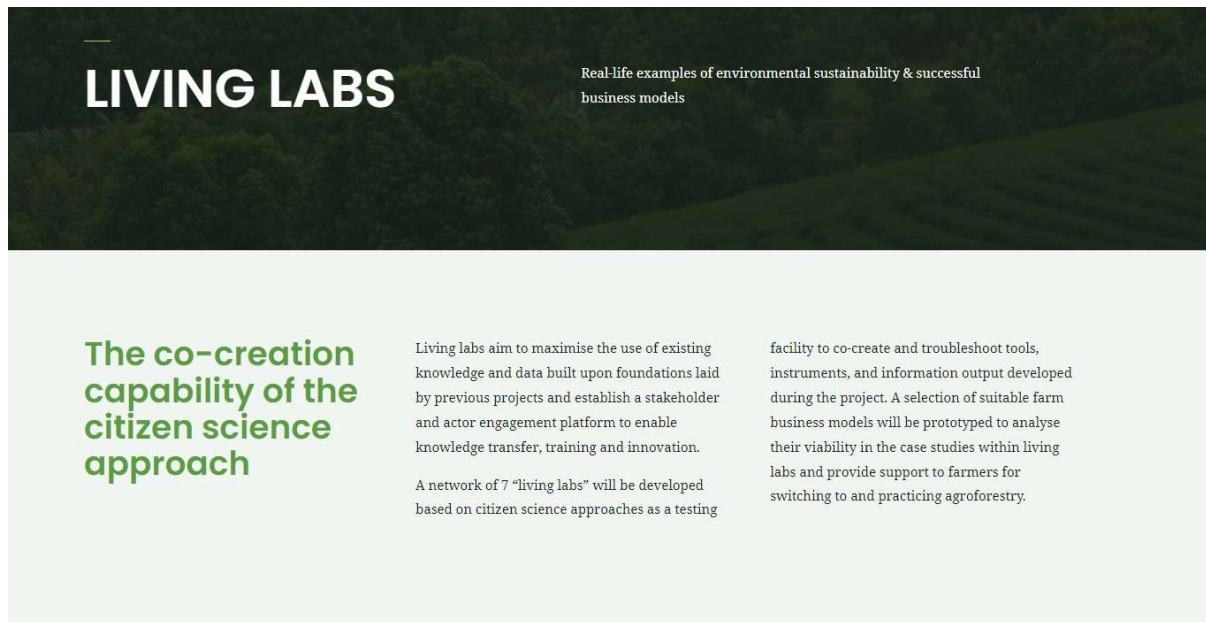 LIVING LABS
Real-life examples of environmental sustainability & successful
business models
The co-creation
capability of the
citizen science
approach
Living labs aim to maximise the use of existing
knowledge and data built upon foundations laid
by previous projects and establish a stakeholder
and actor engagement platform to enable
knowledge transfer, training and innovation.
A network of 7 “living labs” will be developed
based on citizen science approaches as a testing
facility to co-create and troubleshoot tools,
instruments, and information output developed
during the project. A selection of suitable farm
business models will be prototyped to analyse
their viability in the case studies within living
labs and provide support to farmers for
switching to and practicing agroforestry.